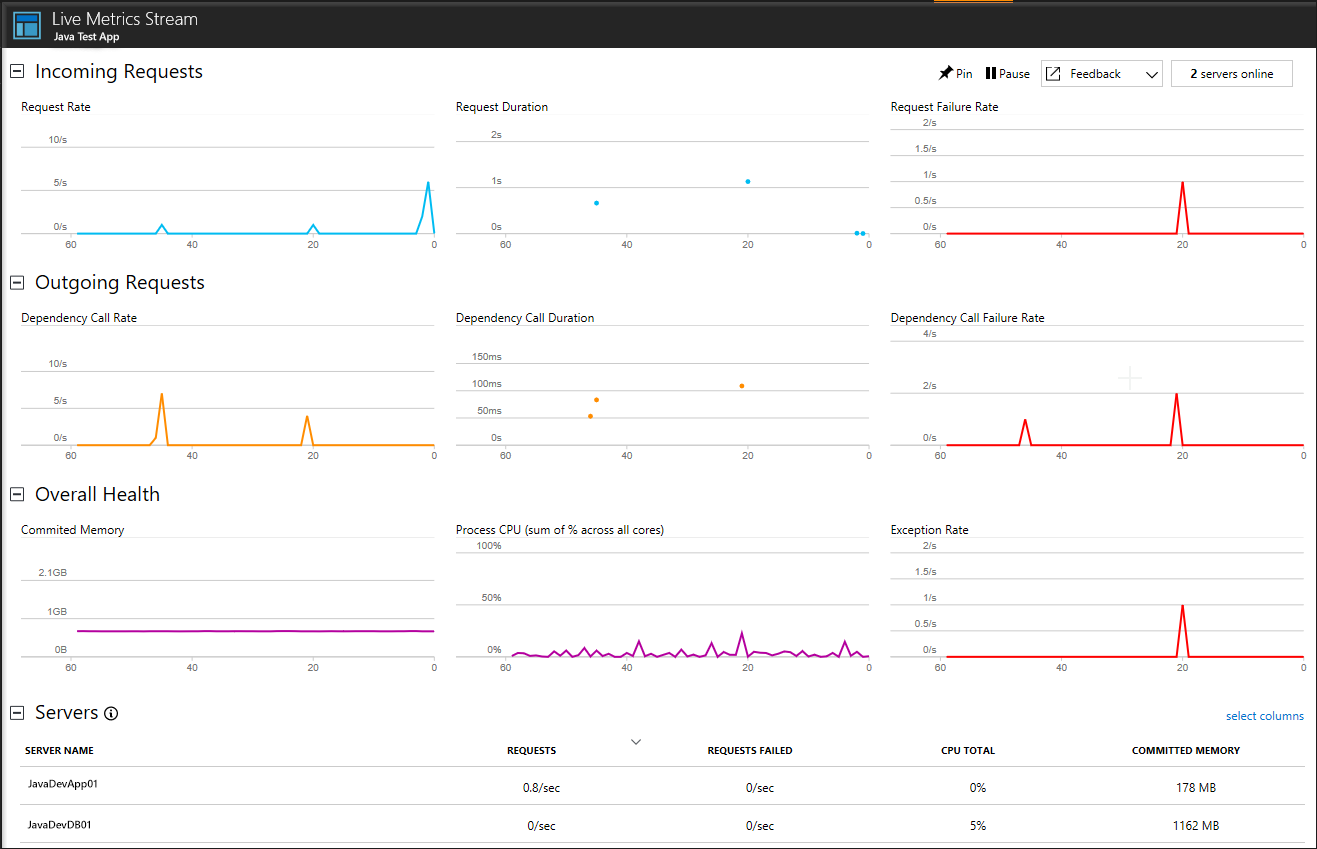 Live Metrics Stream
Java Test App
Incoming Requests
Pin Pause Feedback 2 servers online
Request Rate
10/s
5/s
0/s
60 40 20 0
Request Duration
2s
1s
0s
60 40 20 0
Request Failure Rate
2/s
1.5/s
1/s
0.5/s
0/s
60 40 20 0
Outgoing Requests
Dependency Call Rate
10/s
5/s
0/s
60 40 20 0
Dependency Call Duration
150ms
100ms
50ms
0s
60 40 20 0
Dependency Call Failure Rate
4/s
2/s
0/s
60 40 20 0
Overall Health
Commited Memory
2.1GB
1GB
0B
60 40 20 0
Process CPU (sum of % across all cores)
100%
50%
0%
60 40 20 0
Exception Rate
2/s
1.5/s
1/s
0.5/s
0/s
60 40 20 0
Servers
select columns
SERVER NAME REQUESTS REQUESTS FAILED CPU TOTAL COMMITTED MEMORY
JavaDevApp01 0.8/sec 0/sec 0% 178 MB
JavaDevDB01 0/sec 0/sec 5% 1162 MB